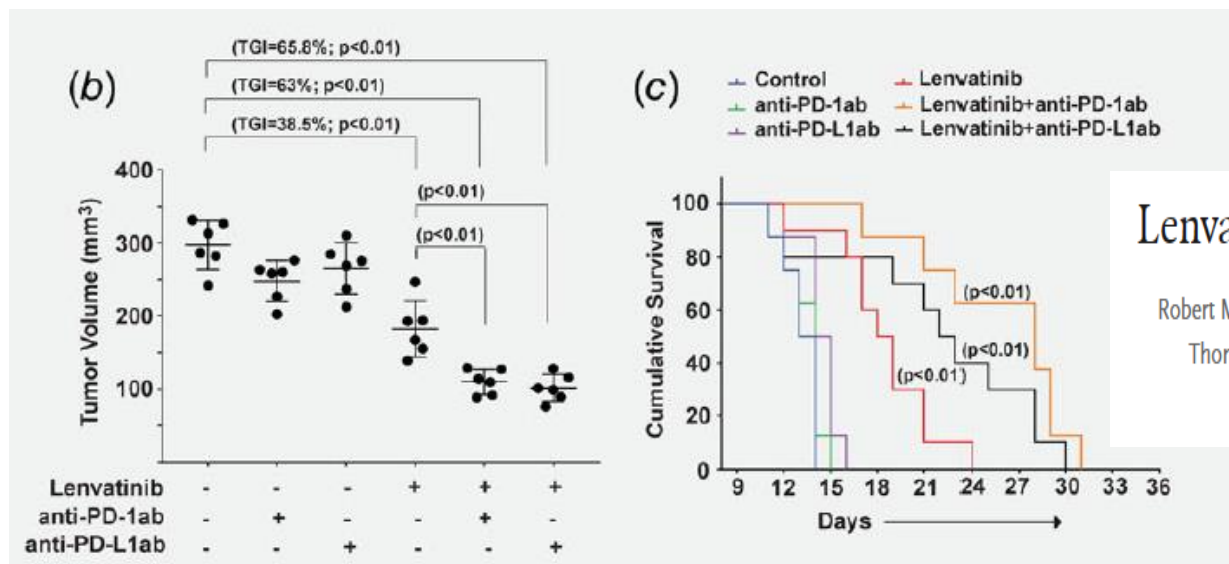 (b)
(TGI=65.8%; p<0.01)
(TGI=63% ; p<0.01)
(TGI=38.5%; p<0.01)
(p<0.01)
(p<0.01)
Tumor Volume (mm³)
400
300
200
100
Lenvatinib - - - + + +
anti-PD-1ab - + - - + -
anti-PD-L1ab - - + - - +
(c)
Control
anti-PD-1ab
anti-PD-L1ab
Lenvatinib
Lenvatinib+anti-PD-1ab
Lenvatinib+anti-PD-L1ab
Cumulative Survival
100
80
60
40
20
0
(p<0.01)
(p<0.01)
(p<0.01)
9 12 15 18 21 24 27 30 33 36
Days
Robert